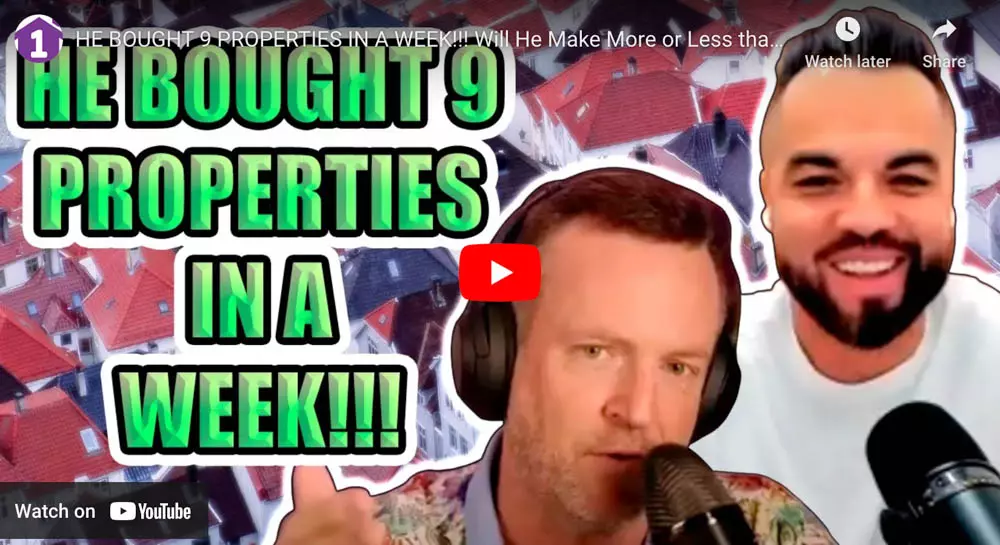 1
HE BOUGHT 9 PROPERTIES IN A WEEK!!! Will He Make More or Less tha...
Watch later
Share
HE BOUGHT 9
PROPERTIES
IN A
WEEK!!!
Watch on YouTube